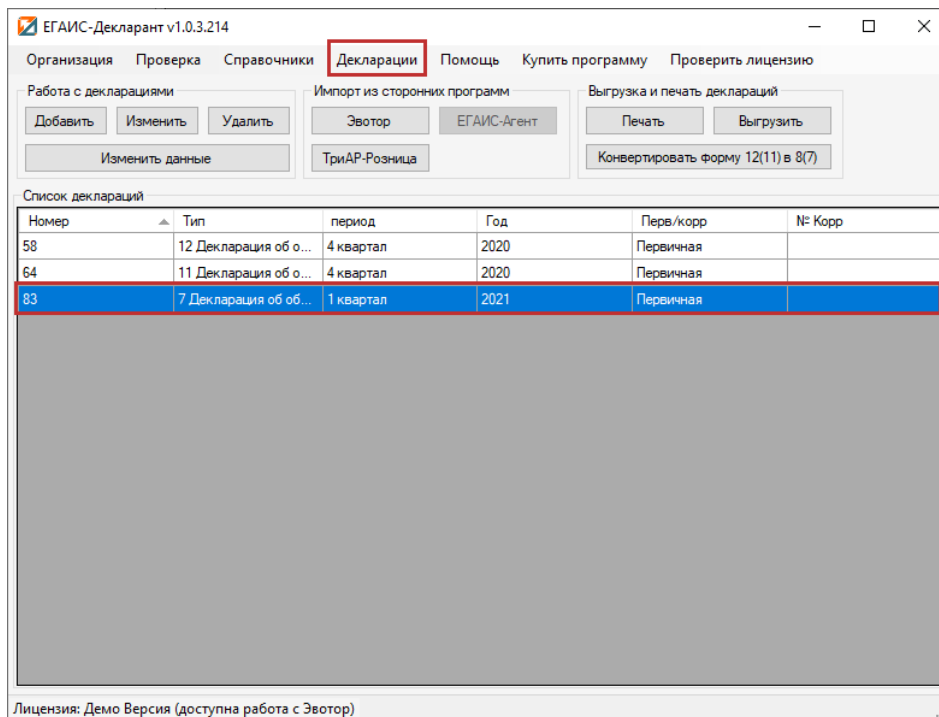 ЕГАИС-Декларант v1.0.3.214
Организация Проверка Справочники Декларации Помощь Купить программу Проверить лицензию
Работа с декларациями Импорт из сторонних программ Выгрузка и печать деклараций
Добавить Изменить Удалить Эвотор ЕГАИС-Агент Печать Выгрузить
Изменить данные ТриАР-Розница Конвертировать форму 12(11) в 8(7)
Список деклараций
Номер Тип период Год Перв/корр № Корр
58 12 Декларация об о... 4 квартал 2020 Первичная
64 11 Декларация об о... 4 квартал 2020 Первичная
83 7 Декларация об об... 1 квартал 2021 Первичная
Лицензия: Демо Версия (доступна работа с Эвотор)